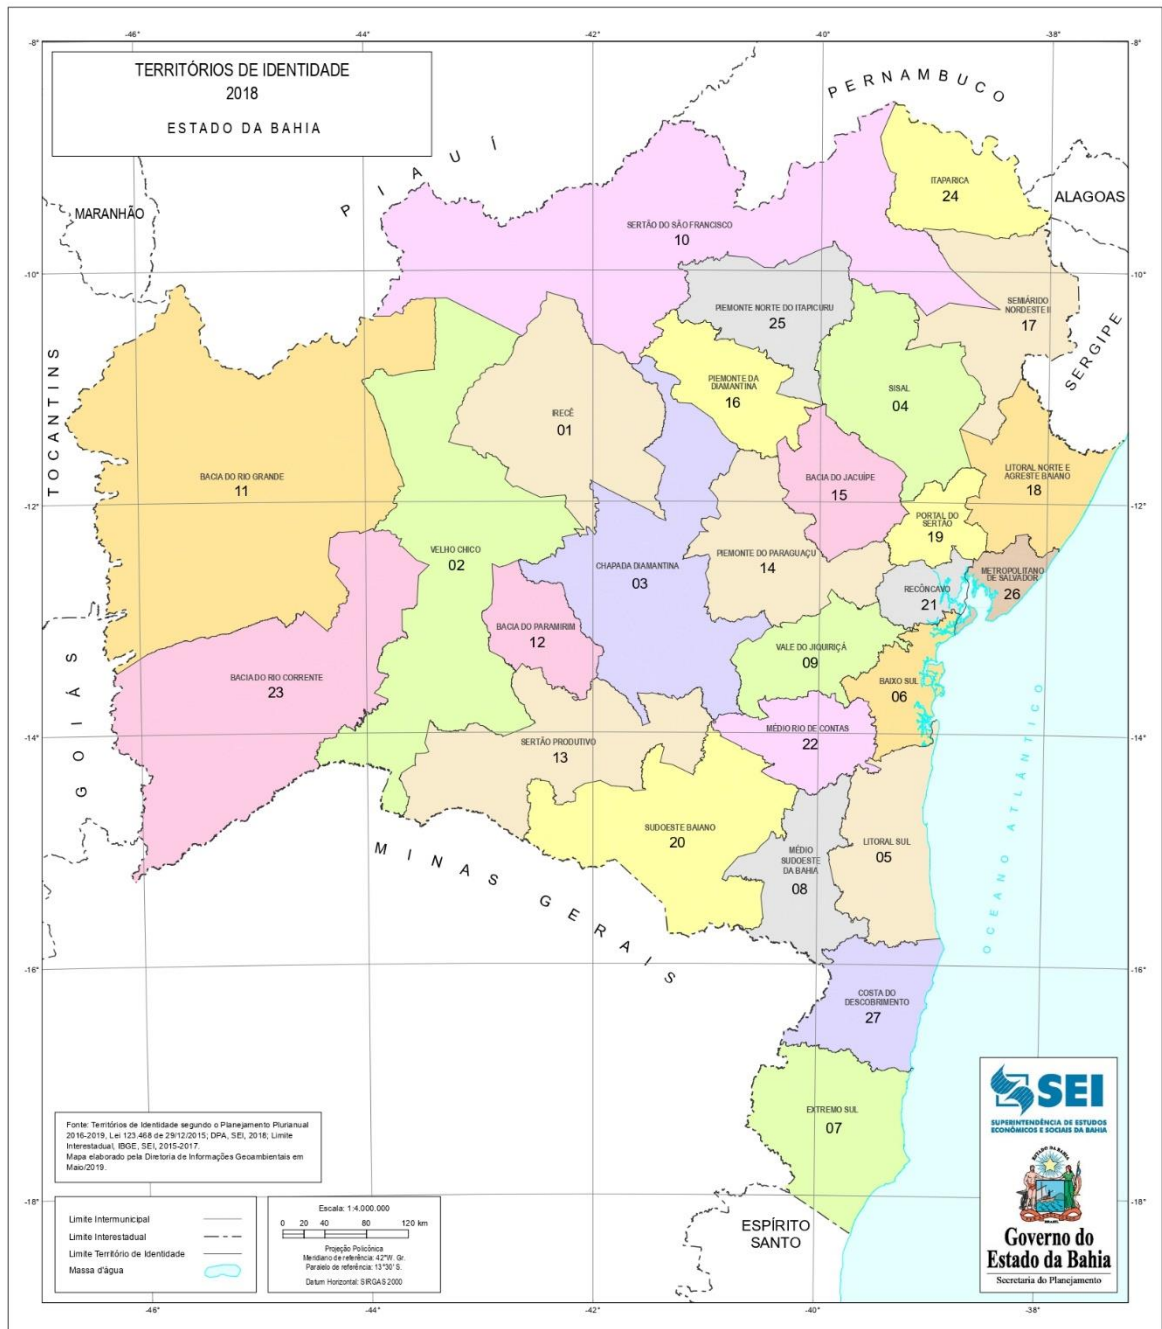 -46°
-44°
-42°
-40°
-38°
-8°
-8°
TERRITÓRIOS DE IDENTIDADE
2018
ESTADO DA BAHIA
PERNAMBUCO
PIAUÍ
MARANHÃO
ALAGOAS
ITAPARICA
24
SERTÃO DO SÃO FRANCISCO
10
-10°
-10°
SEMIÁRIDO
NORDESTE II
17
PIEMONTE NORTE DO ITAPICURU
25
SERGIPE
TOCANTINS
PIEMONTE DA
DIAMANTINA
16
SISAL
04
IRECÊ
01
BACIA DO RIO GRANDE
11
BACIA DO JACUÍPE
15
LITORAL NORTE E
AGRESTE BAIANO
18
-12°
-12°
PORTAL DO
SERTÃO
19
VELHO CHICO
02
CHAPADA DIAMANTINA
03
PIEMONTE DO PARAGUAÇU
14
RECÔNCAVO
21
METROPOLITANO
DE SALVADOR
26
BACIA DO PARAMIRIM
12
VALE DO JIQUIRIÇÁ
09
BACIA DO RIO CORRENTE
23
BAIXO SUL
06
GOIÁS
-14°
-14°
SERTÃO PRODUTIVO
13
MÉDIO RIO DE CONTAS
22
OCEANO ATLÂNTICO
SUDOESTE BAIANO
20
MÉDIO
SUDOESTE
DA BAHIA
08
LITORAL SUL
05
MINAS GERAIS
-16°
-16°
COSTA DO
DESCOBRIMENTO
27
EXTREMO SUL
07
SEI
SUPERINTENDÊNCIA DE ESTUDOS
ECONÔMICOS E SOCIAIS DA BAHIA
Fonte: Territórios de Identidade segundo o Planejamento Plurianual
2016-2019, Lei 123.468 de 29/12/2015; DPA, SEI, 2018; Limite
Interestadual, IBGE, SEI, 2015-2017.
Mapa elaborado pela Diretoria de Informações Geoambientais em
Maio/2019.
-18°
-18°
Limite Intermunicipal
Limite Interestadual
Limite Território de Identidade
Massa d'água
Escala: 1:4.000.000
0 20 40 80 120 km
Projeção Policônica
Meridiano de referência: 42°W. Gr.
Paralelo de referência: 13°30' S.
Datum Horizontal: SIRGAS 2000
ESPÍRITO
SANTO
Governo do
Estado da Bahia
Secretaria do Planejamento
-46°
-44°
-42°
-40°
-38°